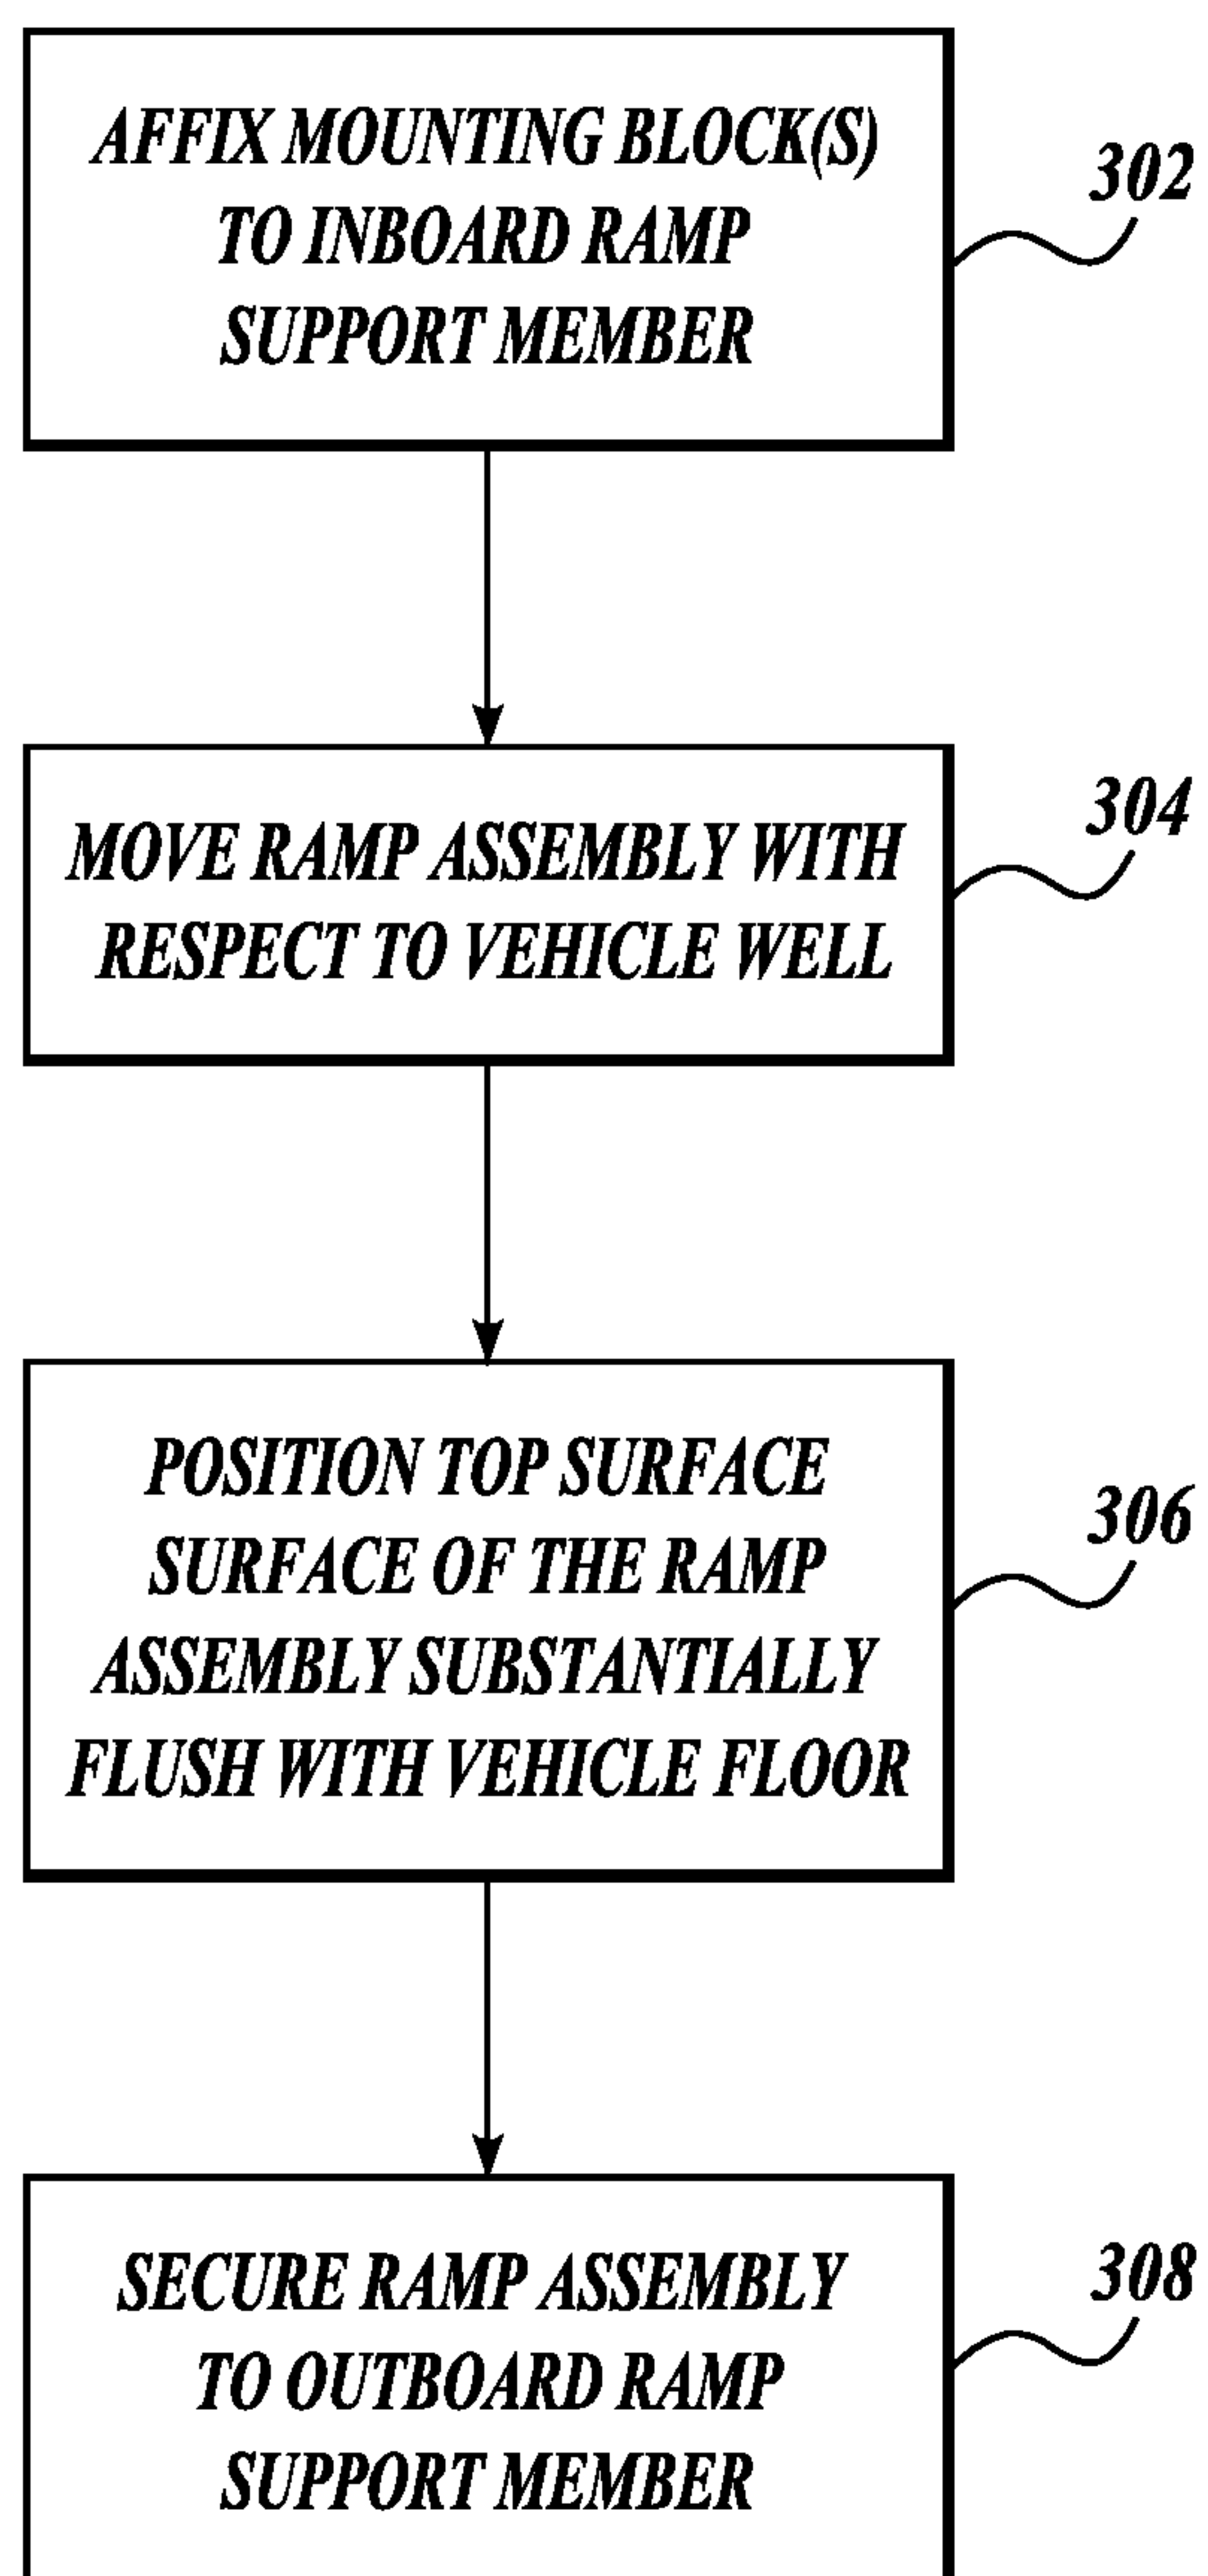 AFFIX MOUNTING BLOCK(S)
TO INBOARD RAMP
SUPPORT MEMBER
302
MOVE RAMP ASSEMBLY WITH
RESPECT TO VEHICLE WELL
304
POSITION TOP SURFACE
SURFACE OF THE RAMP
ASSEMBLY SUBSTANTIALLY
FLUSH WITH VEHICLE FLOOR
306
SECURE RAMP ASSEMBLY
TO OUTBOARD RAMP
SUPPORT MEMBER
308